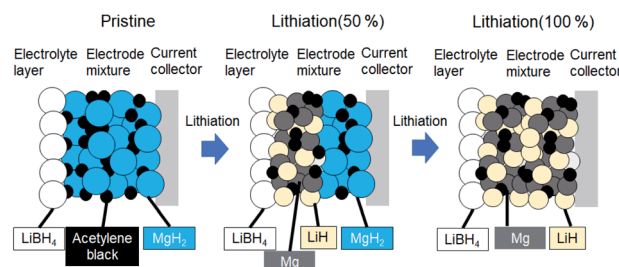 Pristine
Lithiation(50 %)
Lithiation(100 %)
Electrolyte layer
Electrode mixture
Current collector
Electrolyte layer
Electrode mixture
Current collector
Electrolyte layer
Electrode mixture
Current collector
Lithiation
Lithiation
LiBH4
Acetylene black
MgH2
LiBH4
Mg
LiH
MgH2
LiBH4
Mg
LiH